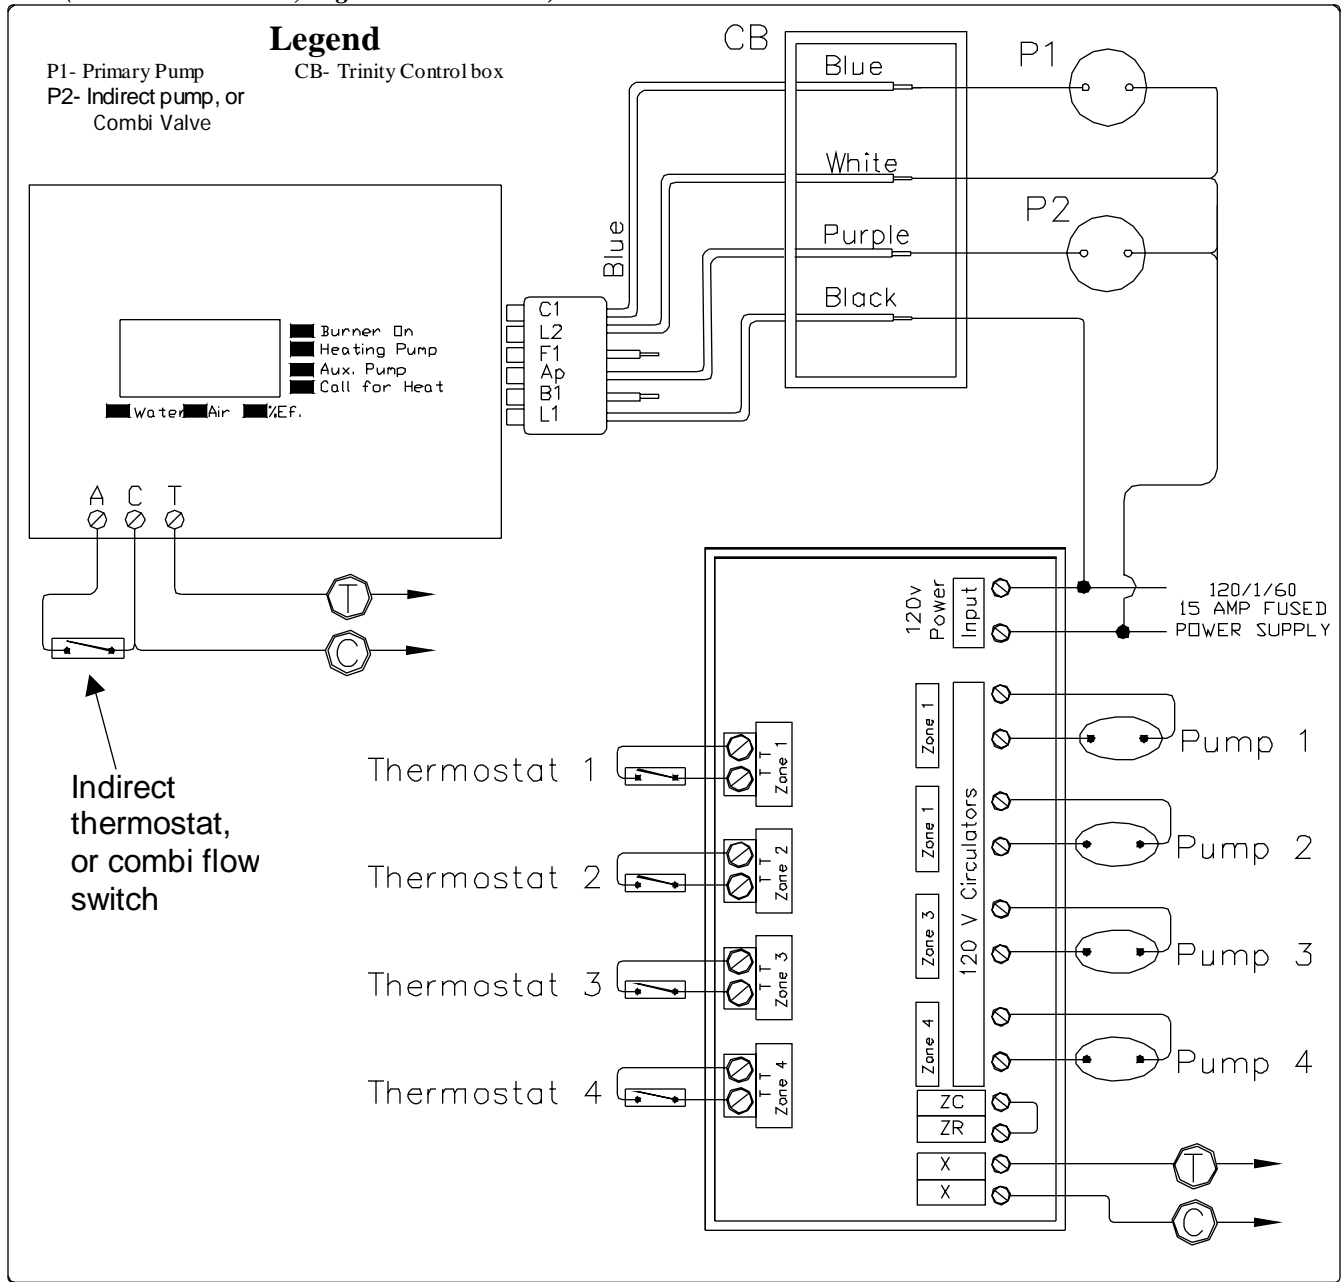 Legend
P1- Primary Pump
CB- Trinity Control box
P2- Indirect pump, or
Combi Valve
CB
P1
Blue
White
P2
Purple
Black
Blue
C1
L2
F1
Ap
B1
L1
Burner On
Heating Pump
Aux. Pump
Call for Heat
Water Air %Ef.
A C T
T
C
Indirect
thermostat,
or combi flow
switch
120v
Power
Input
120/1/60
15 AMP FUSED
POWER SUPPLY
Thermostat 1
T T
Zone 1
Thermostat 2
T T
Zone 2
Thermostat 3
T T
Zone 3
Thermostat 4
T T
Zone 4
120 V Circulators
Zone 1
Pump 1
Zone 1
Pump 2
Zone 3
Pump 3
Zone 4
Pump 4
ZC
ZR
X
X
T
C